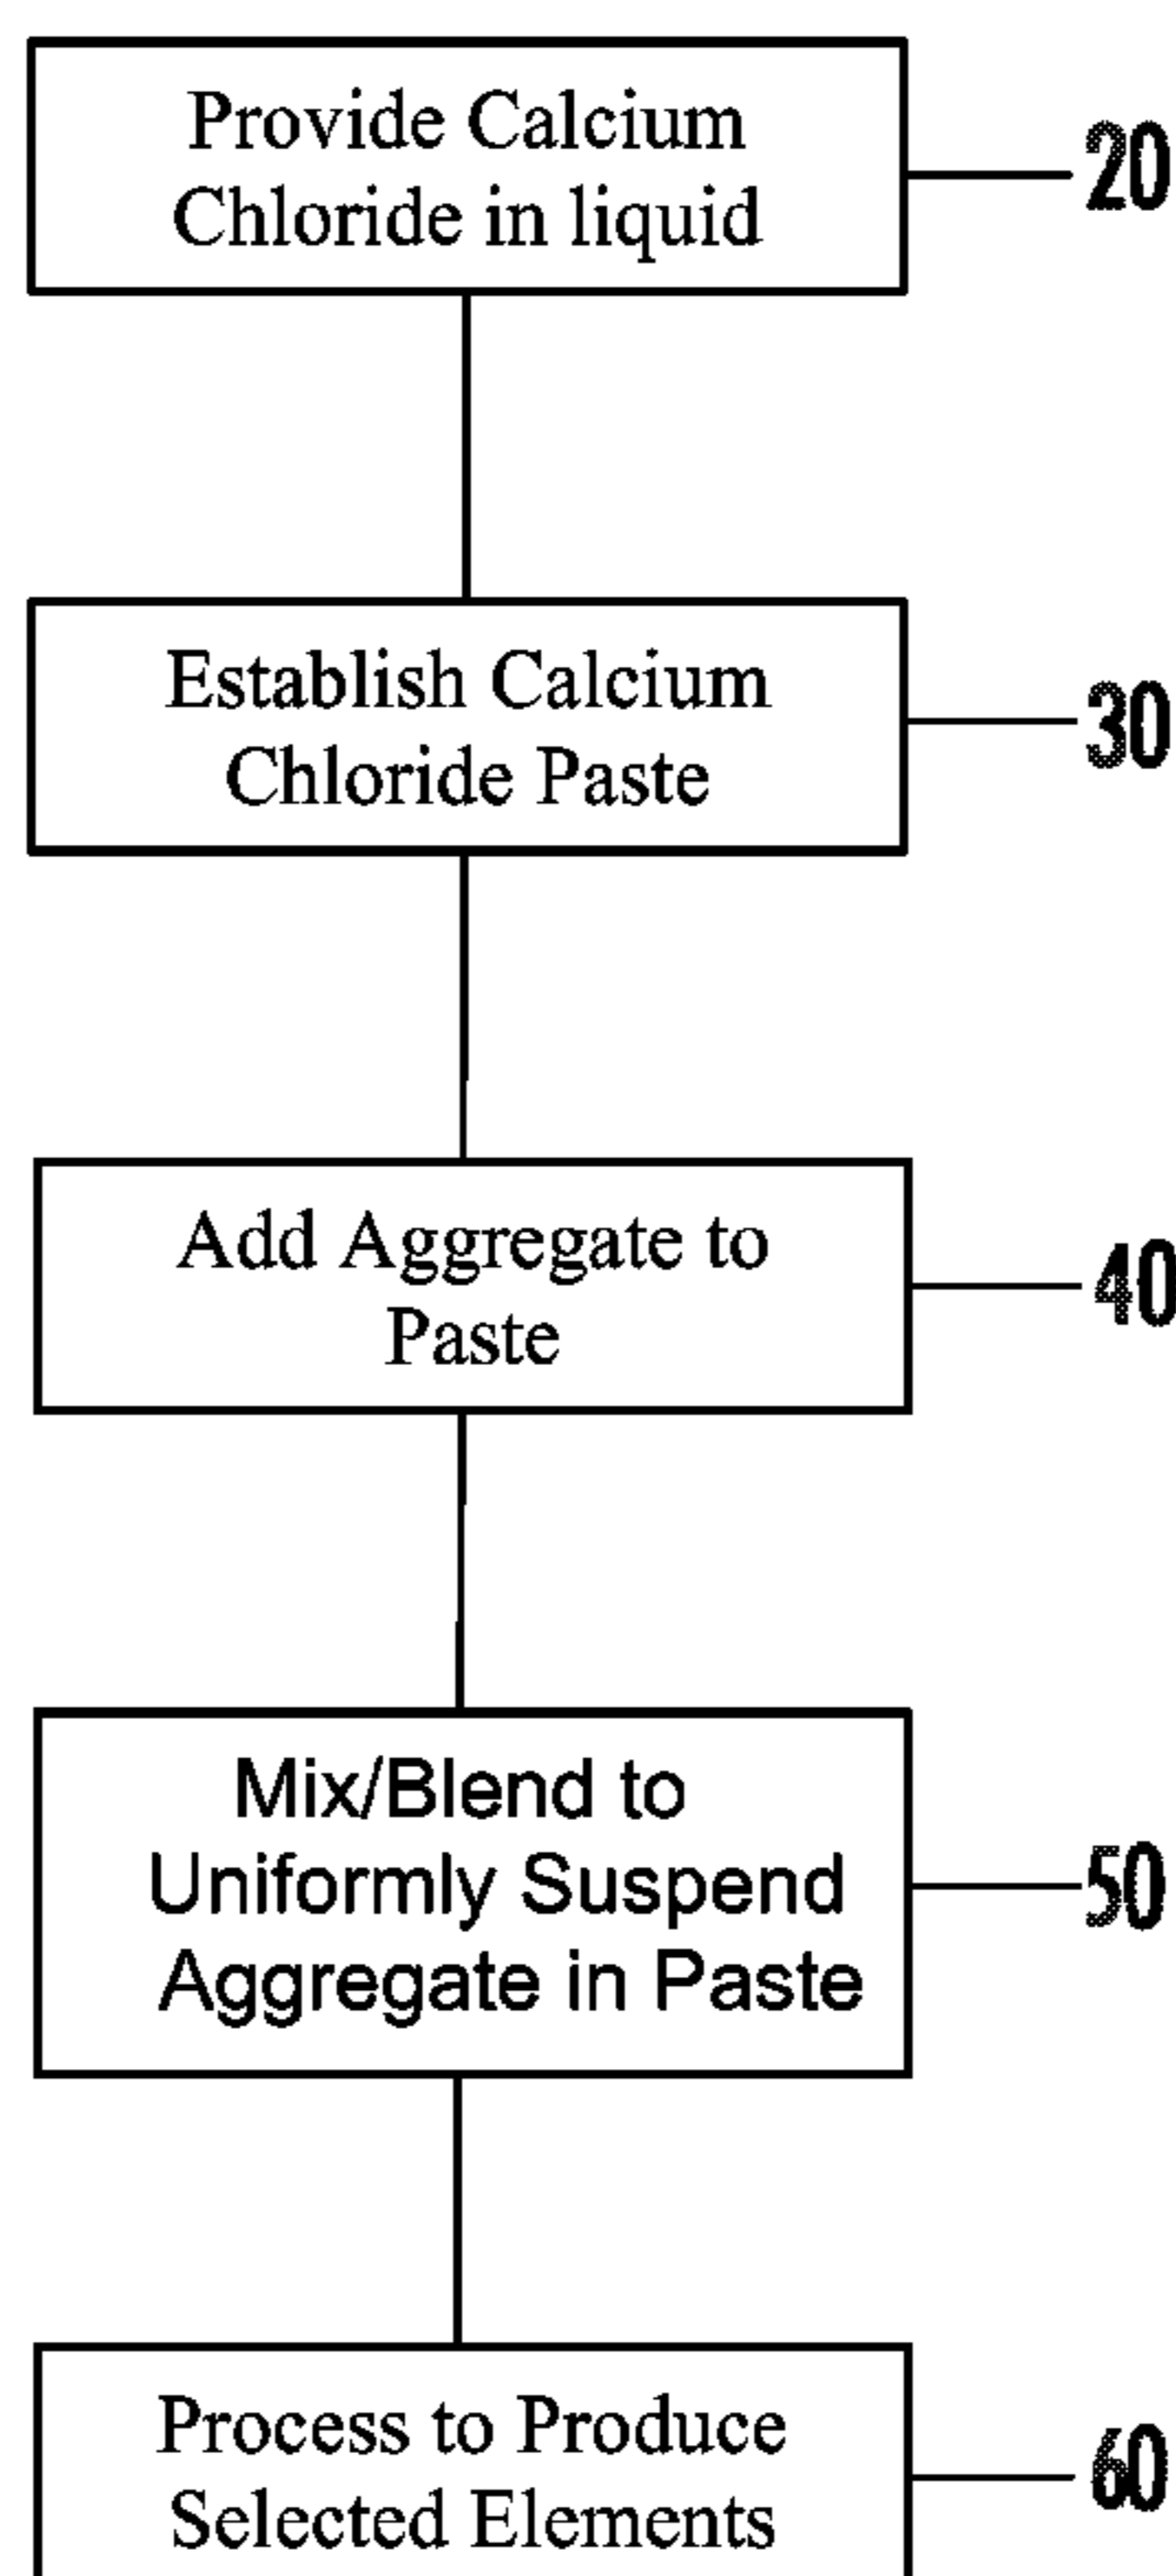 Provide Calcium
Chloride in liquid
20
Establish Calcium
Chloride Paste
30
Add Aggregate to
Paste
40
Mix/Blend to
Uniformly Suspend
Aggregate in Paste
50
Process to Produce
Selected Elements
60